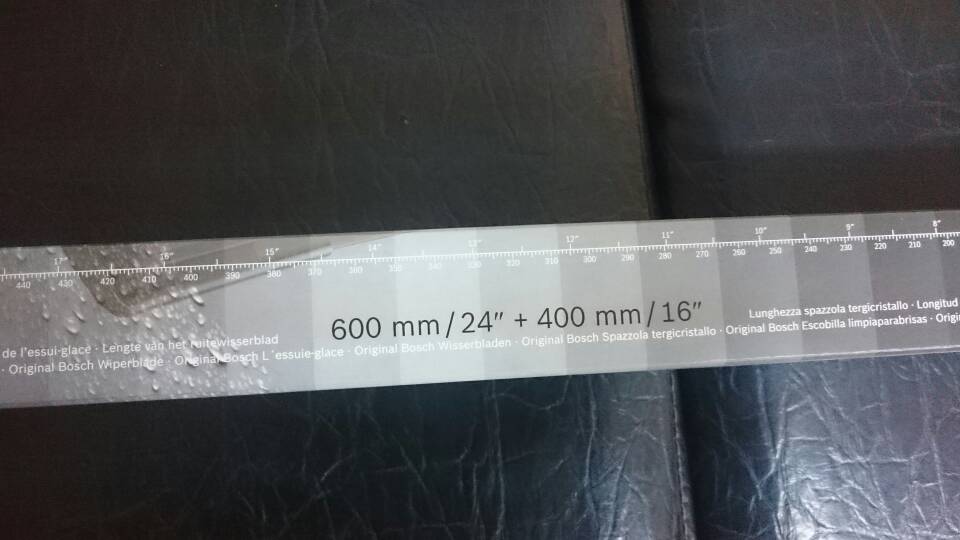 17" 16" 15" 14" 13" 12" 11" 10" 9" 8"
440 430 420 410 400 390 380 370 360 350 340 330 320 310 300 290 280 270 260 250 240 230 220 210 200
600 mm/24" + 400 mm/16"
de l'essui-glace · Lengte van het ruitewisserblad
Lunghezza spazzola tergicristallo · Longitud
· Original Bosch Wiperblade · Original Bosch L´essuie-glace · Original Bosch Wisserbladen · Original Bosch Spazzola tergicristallo · Original Bosch Escobilla limpiaparabrisas ·